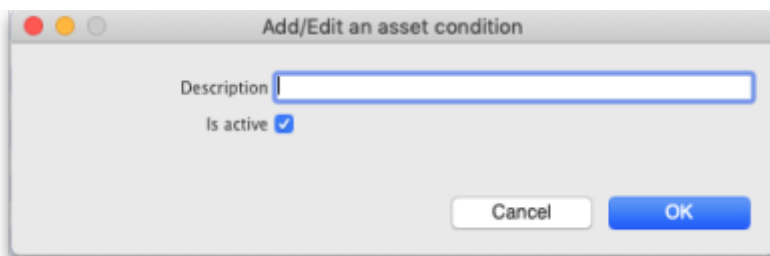 Add/Edit an asset condition
Description
Is active
Cancel OK